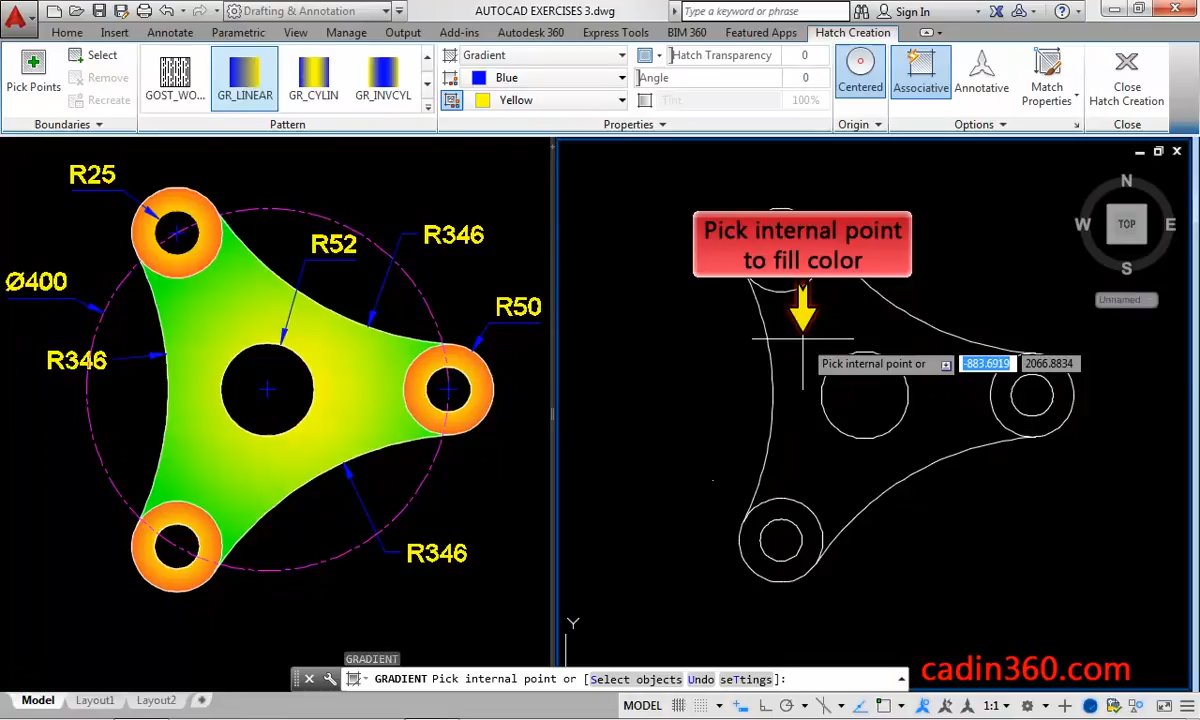 Drafting & Annotation
AUTOCAD EXERCISES 3.dwg
Type a keyword or phrase
Sign In
Home Insert Annotate Parametric View Manage Output Add-ins Autodesk 360 Express Tools BIM 360 Featured Apps Hatch Creation
Pick Points
Select
Remove
Recreate
Boundaries
GOST_WO...
GR_LINEAR
GR_CYLIN
GR_INVCYL
Pattern
Gradient
Blue
Yellow
Hatch Transparency 0
Angle 0
Tint 100%
Properties
Centered
Origin
Associative
Annotative
Match
Properties
Options
Close
Hatch Creation
Close
R25
R52
R346
Ø400
R50
R346
R346
Pick internal point
to fill color
N
W TOP E
S
Unnamed
Pick internal point or -883.6919 2066.8834
Y
GRADIENT
GRADIENT Pick internal point or [Select objects Undo seTtings]:
cadin360.com
Model Layout1 Layout2
MODEL
1:1